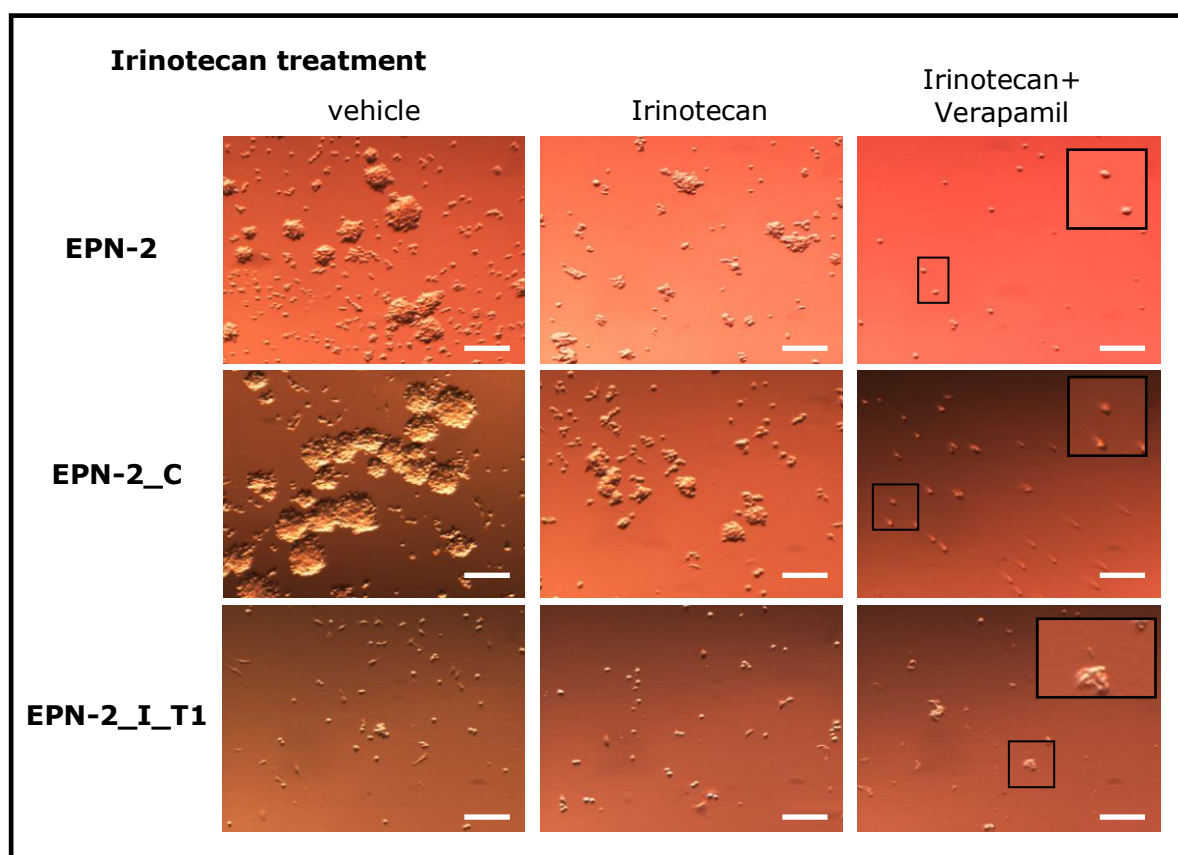 Irinotecan treatment
vehicle
Irinotecan
Irinotecan+
Verapamil
EPN-2
EPN-2_C
EPN-2_I_T1